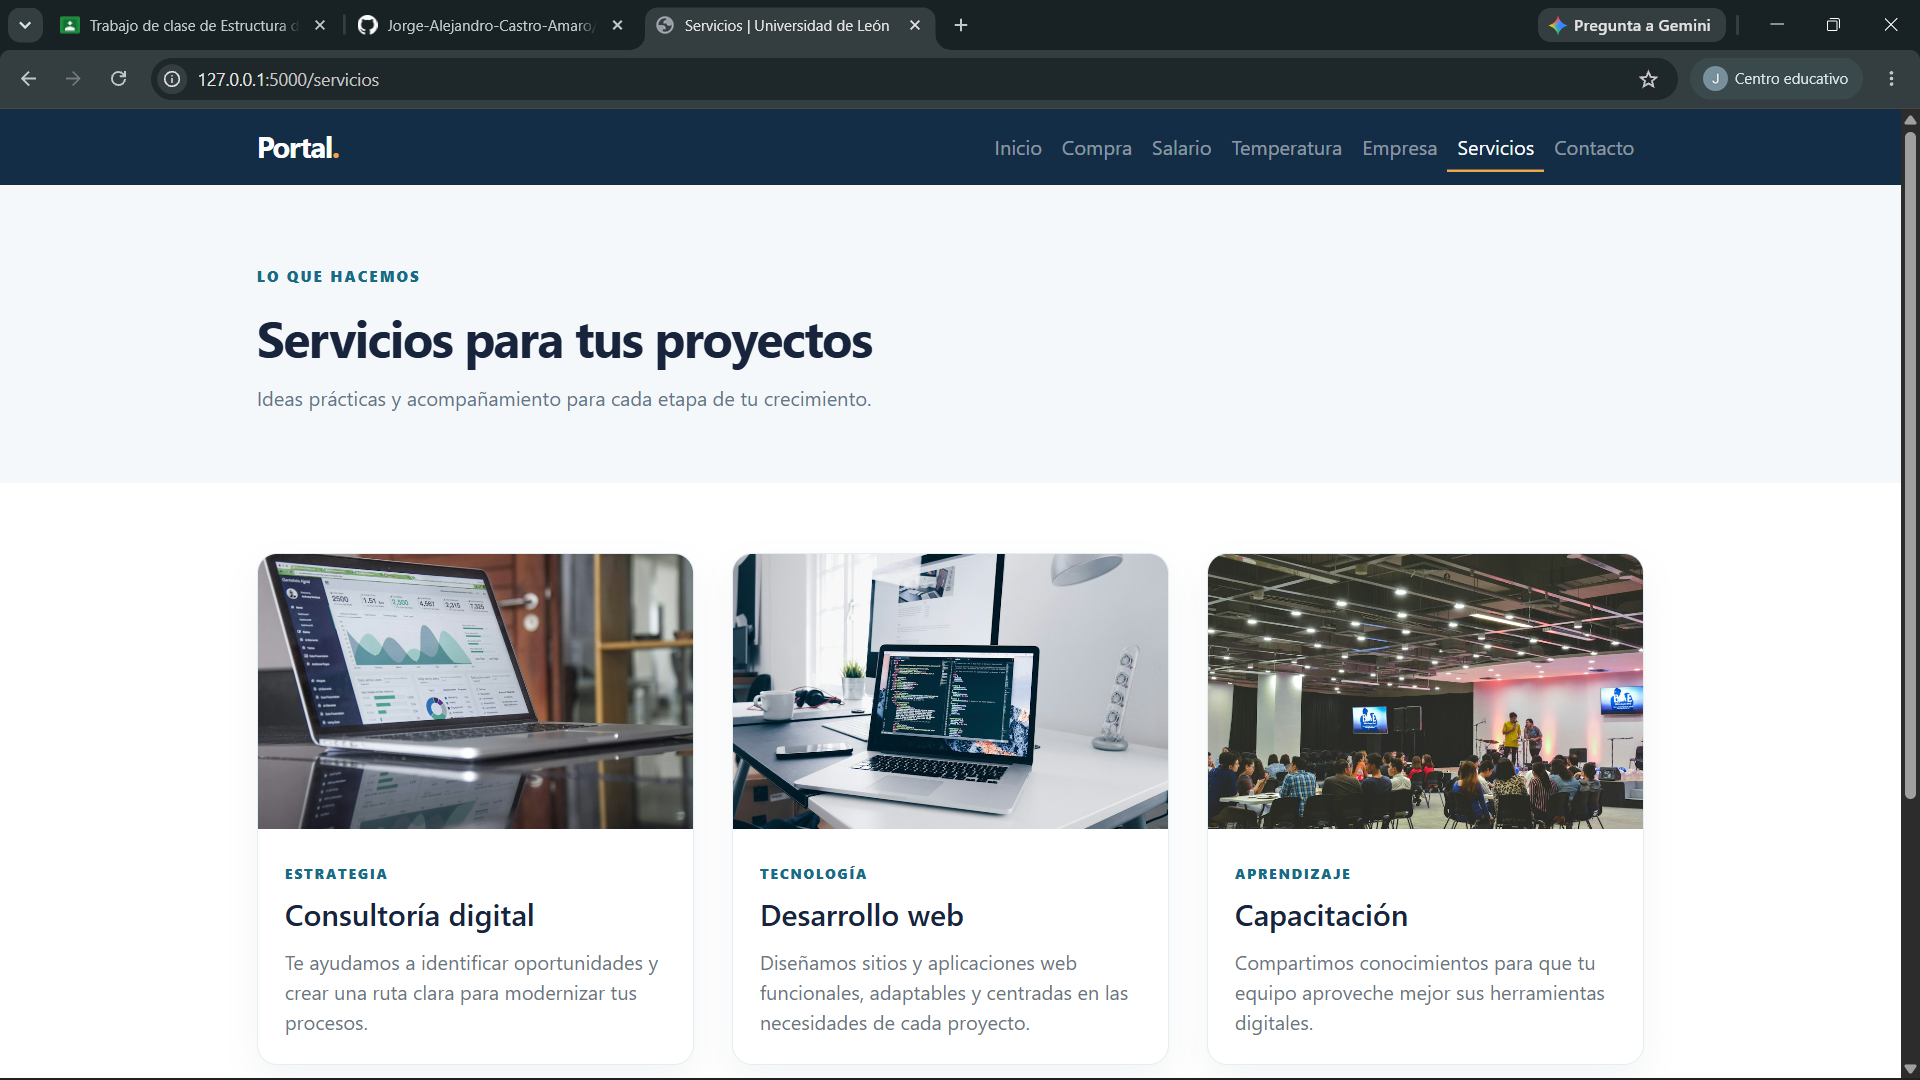 Trabajo de clase de Estructura d
Jorge-Alejandro-Castro-Amaro/
Servicios | Universidad de León
Pregunta a Gemini
127.0.0.1:5000/servicios
J
Centro educativo
Portal.
Inicio
Compra
Salario
Temperatura
Empresa
Servicios
Contacto
LO QUE HACEMOS
Servicios para tus proyectos
Ideas prácticas y acompañamiento para cada etapa de tu crecimiento.
ESTRATEGIA
Consultoría digital
Te ayudamos a identificar oportunidades y
crear una ruta clara para modernizar tus
procesos.
TECNOLOGÍA
Desarrollo web
Diseñamos sitios y aplicaciones web
funcionales, adaptables y centradas en las
necesidades de cada proyecto.
APRENDIZAJE
Capacitación
Compartimos conocimientos para que tu
equipo aproveche mejor sus herramientas
digitales.